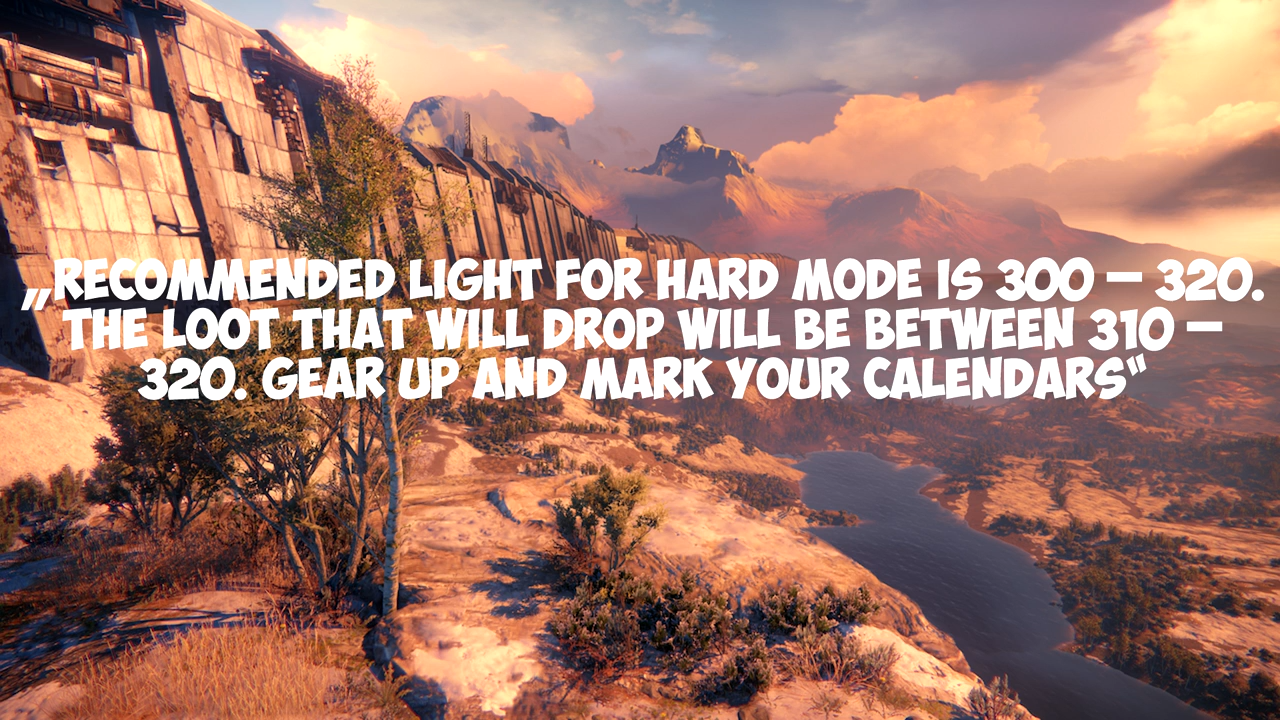 „RECOMMENDED LIGHT FOR HARD MODE IS 300 – 320.
THE LOOT THAT WILL DROP WILL BE BETWEEN 310 –
320. GEAR UP AND MARK YOUR CALENDARS“